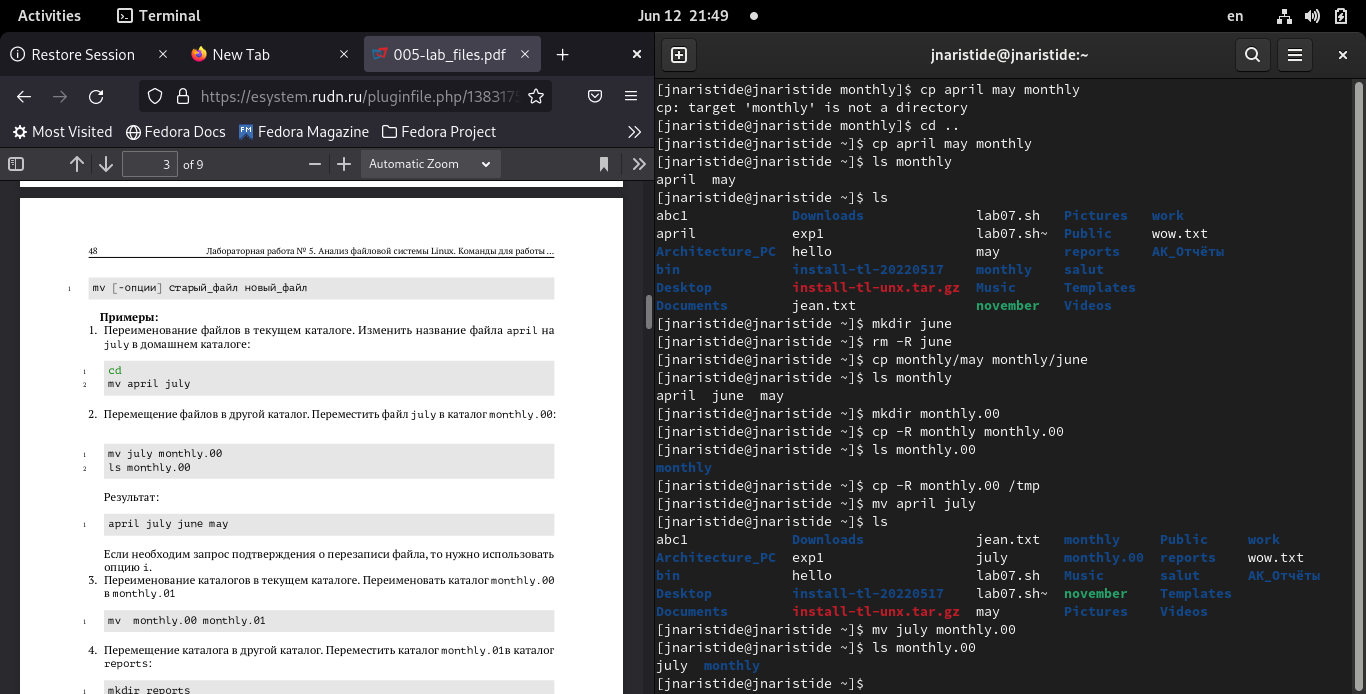 Activities Terminal Jun 12 21:49 en
Restore Session New Tab 005-lab_files.pdf
https://esystem.rudn.ru/pluginfile.php/138317
Most Visited Fedora Docs Fedora Magazine Fedora Project
3 of 9 Automatic Zoom
48 Лабораторная работа № 5. Анализ файловой системы Linux. Команды для работы ...
1 mv [-опции] старый_файл новый_файл
Примеры:
1. Переименование файлов в текущем каталоге. Изменить название файла april на
july в домашнем каталоге:
1 cd
2 mv april july
2. Перемещение файлов в другой каталог. Переместить файл july в каталог monthly.00:
1 mv july monthly.00
2 ls monthly.00
Результат:
1 april july june may
Если необходим запрос подтверждения о перезаписи файла, то нужно использовать
опцию i.
3. Переименование каталогов в текущем каталоге. Переименовать каталог monthly.00
в monthly.01
1 mv  monthly.00 monthly.01
4. Перемещение каталога в другой каталог. Переместить каталог monthly.01в каталог
reports:
1 mkdir reports
jnaristide@jnaristide:~
[jnaristide@jnaristide monthly]$ cp april may monthly
cp: target 'monthly' is not a directory
[jnaristide@jnaristide monthly]$ cd ..
[jnaristide@jnaristide ~]$ cp april may monthly
[jnaristide@jnaristide ~]$ ls monthly
april  may
[jnaristide@jnaristide ~]$ ls
abc1 Downloads lab07.sh Pictures work
april exp1 lab07.sh~ Public wow.txt
Architecture_PC hello may reports АК_Отчёты
bin install-tl-20220517 monthly salut
Desktop install-tl-unx.tar.gz Music Templates
Documents jean.txt november Videos
[jnaristide@jnaristide ~]$ mkdir june
[jnaristide@jnaristide ~]$ rm -R june
[jnaristide@jnaristide ~]$ cp monthly/may monthly/june
[jnaristide@jnaristide ~]$ ls monthly
april  june  may
[jnaristide@jnaristide ~]$ mkdir monthly.00
[jnaristide@jnaristide ~]$ cp -R monthly monthly.00
[jnaristide@jnaristide ~]$ ls monthly.00
monthly
[jnaristide@jnaristide ~]$ cp -R monthly.00 /tmp
[jnaristide@jnaristide ~]$ mv april july
[jnaristide@jnaristide ~]$ ls
abc1 Downloads jean.txt monthly Public work
Architecture_PC exp1 july monthly.00 reports wow.txt
bin hello lab07.sh Music salut АК_Отчёты
Desktop install-tl-20220517 lab07.sh~ november Templates
Documents install-tl-unx.tar.gz may Pictures Videos
[jnaristide@jnaristide ~]$ mv july monthly.00
[jnaristide@jnaristide ~]$ ls monthly.00
july  monthly
[jnaristide@jnaristide ~]$